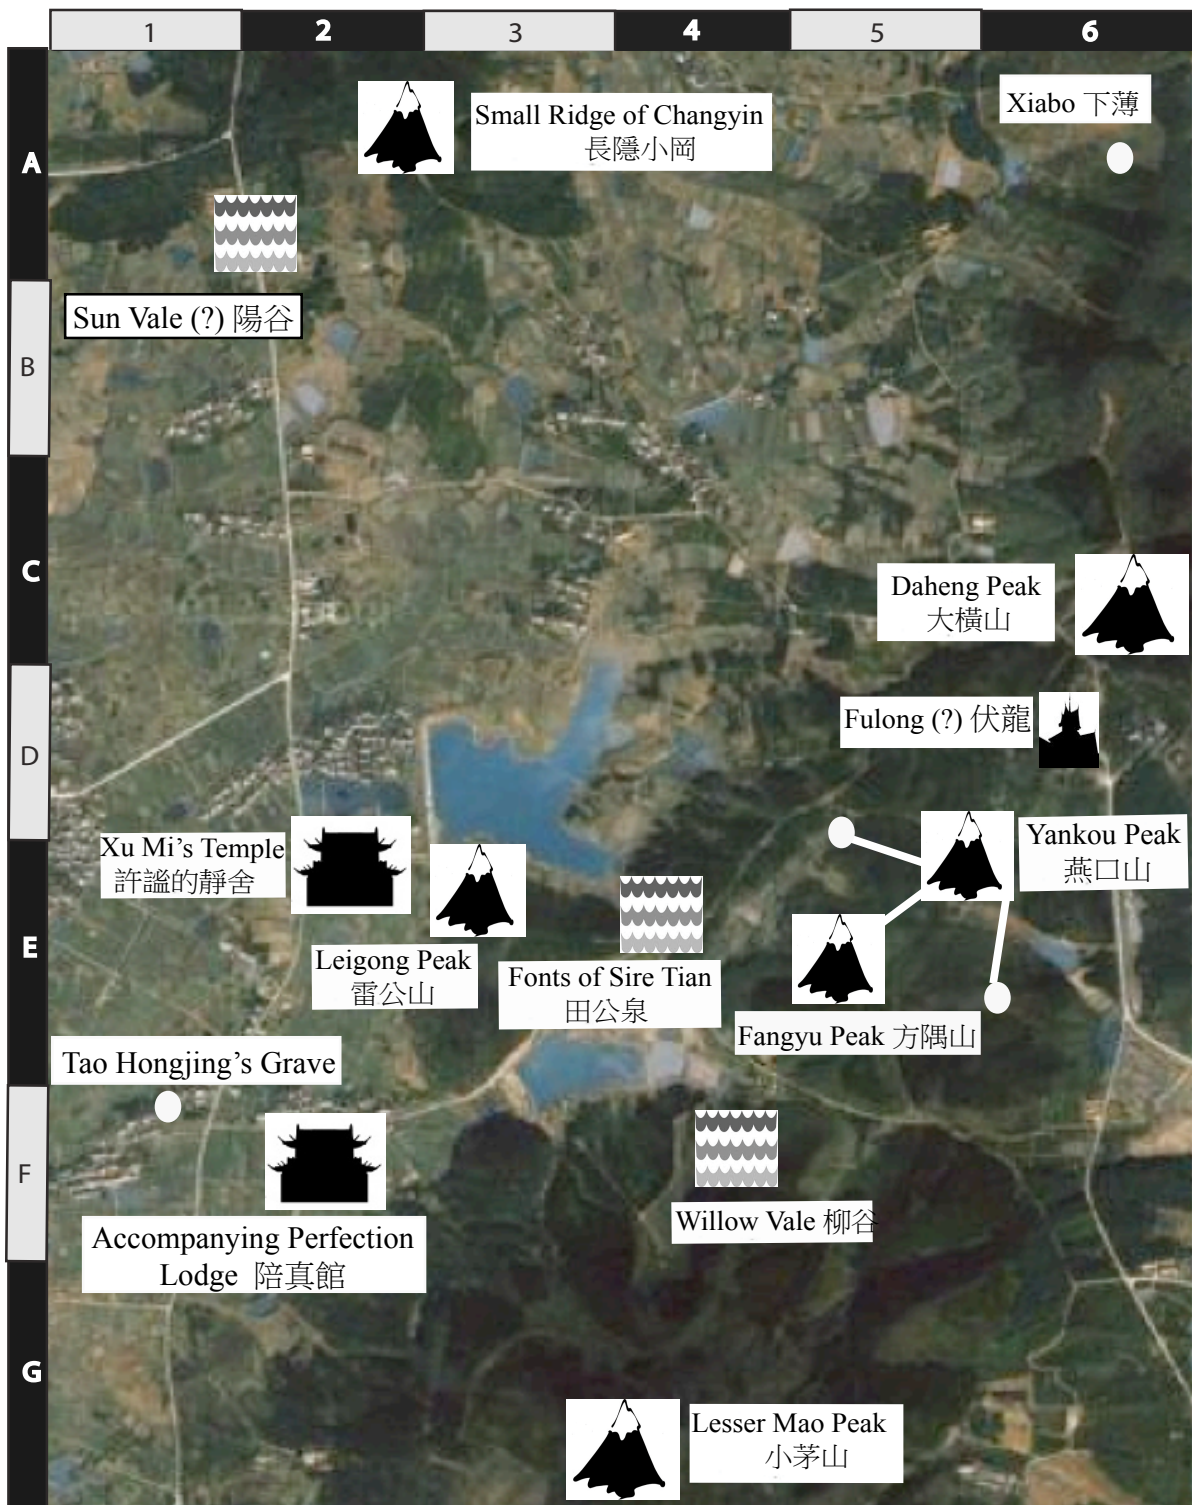 1 2 3 4 5 6
A
B
C
D
E
F
G
Small Ridge of Changyin
長隱小岡
Xiabo 下薄
Sun Vale (?) 陽谷
Daheng Peak
大橫山
Fulong (?) 伏龍
Xu Mi's Temple
許謐的靜舍
Yankou Peak
燕口山
Leigong Peak
雷公山
Fonts of Sire Tian
田公泉
Fangyu Peak 方隅山
Tao Hongjing's Grave
Accompanying Perfection
Lodge 陪真館
Willow Vale 柳谷
Lesser Mao Peak
小茅山